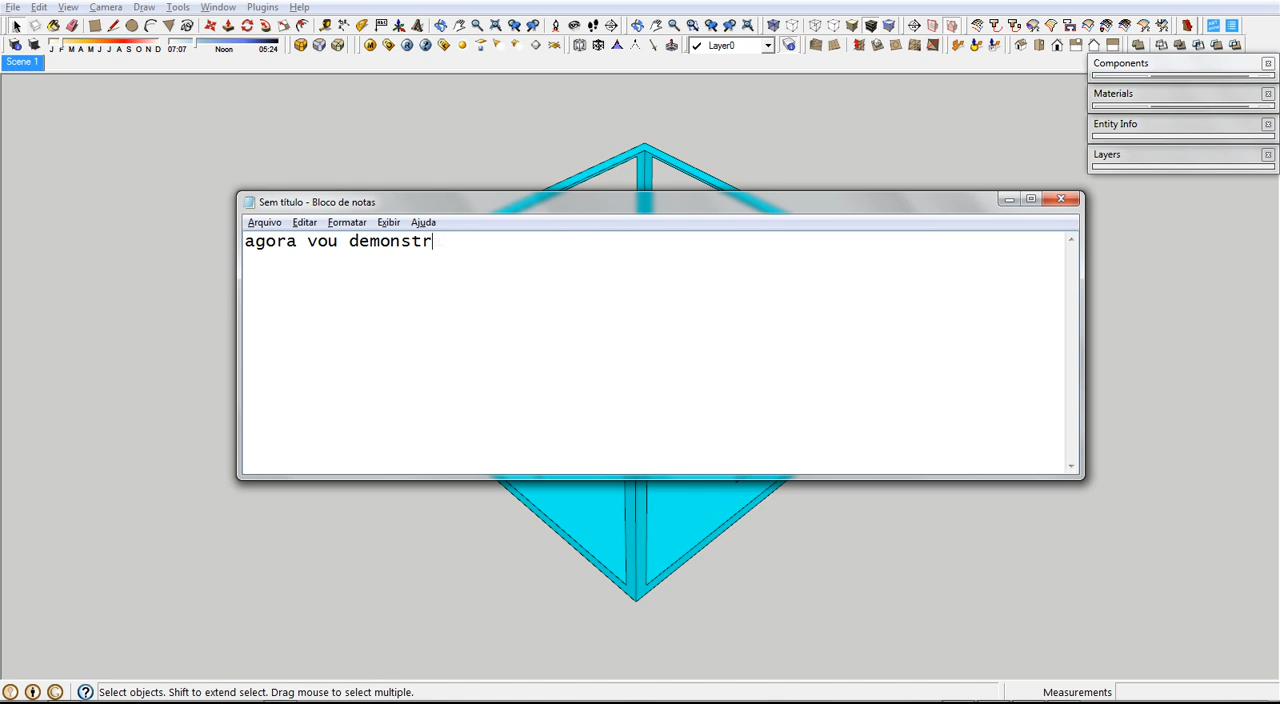 File Edit View Camera Draw Tools Window Plugins Help
J F M A M J J A S O N D 07:07 Noon 05:24 Layer0
Scene 1
Components
Materials
Entity Info
Layers
Sem título - Bloco de notas
Arquivo Editar Formatar Exibir Ajuda
agora vou demonstr
Select objects. Shift to extend select. Drag mouse to select multiple. Measurements